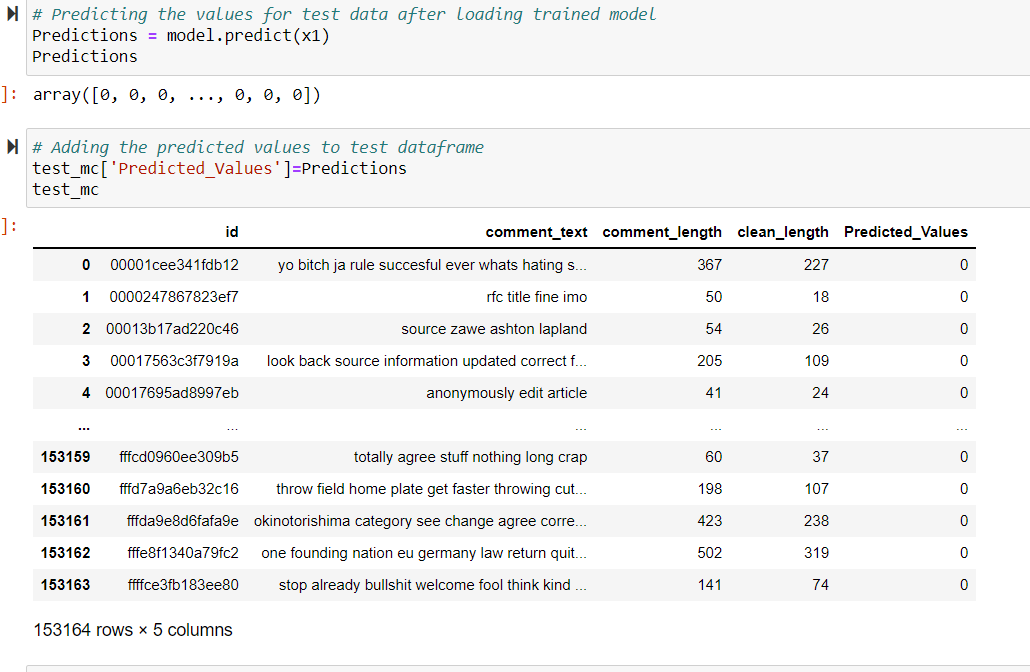 # Predicting the values for test data after loading trained model
Predictions = model.predict(x1)
Predictions
]: array([0, 0, 0, ..., 0, 0, 0])
# Adding the predicted values to test dataframe
test_mc['Predicted_Values']=Predictions
test_mc
]:
id comment_text comment_length clean_length Predicted_Values
0 00001cee341fdb12 yo bitch ja rule succesful ever whats hating s... 367 227 0
1 0000247867823ef7 rfc title fine imo 50 18 0
2 00013b17ad220c46 source zawe ashton lapland 54 26 0
3 00017563c3f7919a look back source information updated correct f... 205 109 0
4 00017695ad8997eb anonymously edit article 41 24 0
... ... ... ... ... ...
153159 fffcd0960ee309b5 totally agree stuff nothing long crap 60 37 0
153160 fffd7a9a6eb32c16 throw field home plate get faster throwing cut... 198 107 0
153161 fffda9e8d6fafa9e okinotorishima category see change agree corre... 423 238 0
153162 fffe8f1340a79fc2 one founding nation eu germany law return quit... 502 319 0
153163 ffffce3fb183ee80 stop already bullshit welcome fool think kind ... 141 74 0
153164 rows × 5 columns